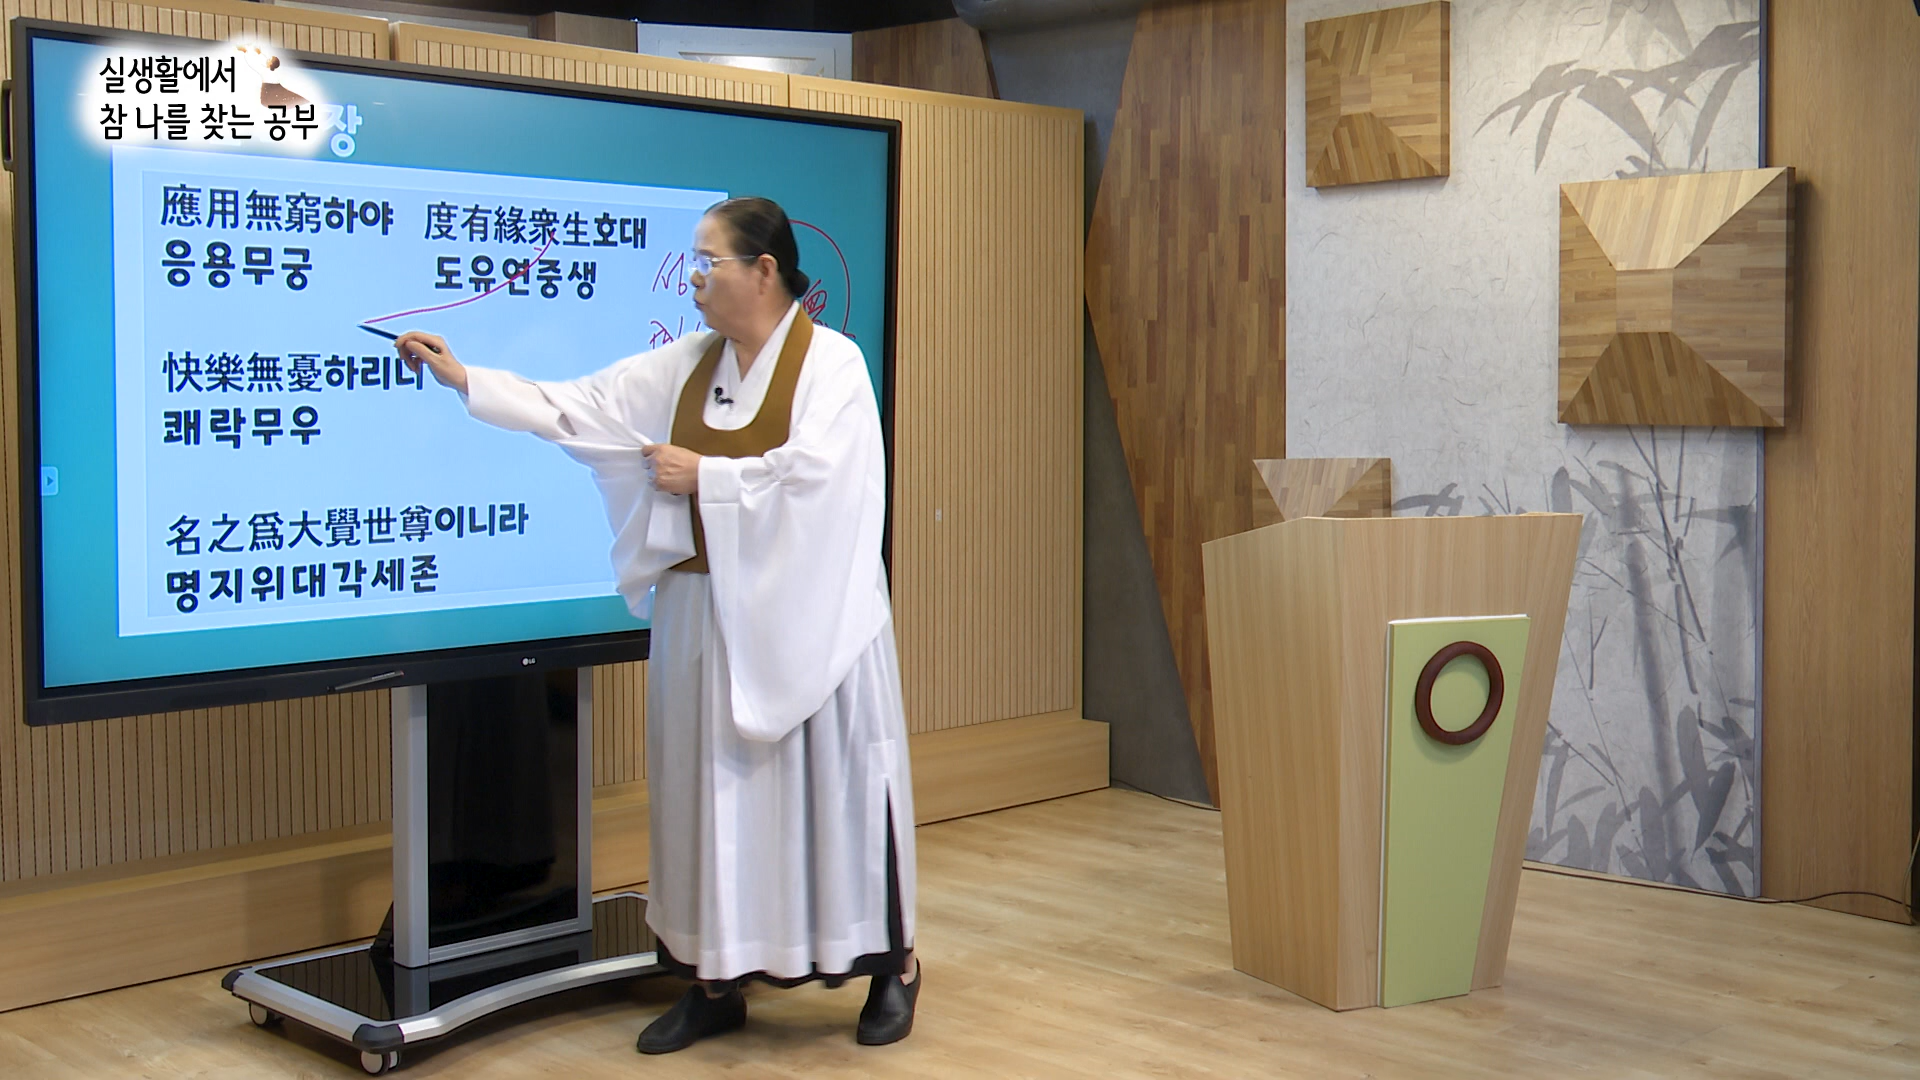 실생활에서
참 나를 찾는 공부
장
應用無窮하야 度有緣衆生호대
응용무궁 도유연중생
快樂無憂하리니
쾌락무우
名之爲大覺世尊이니라
명지위대각세존
LG